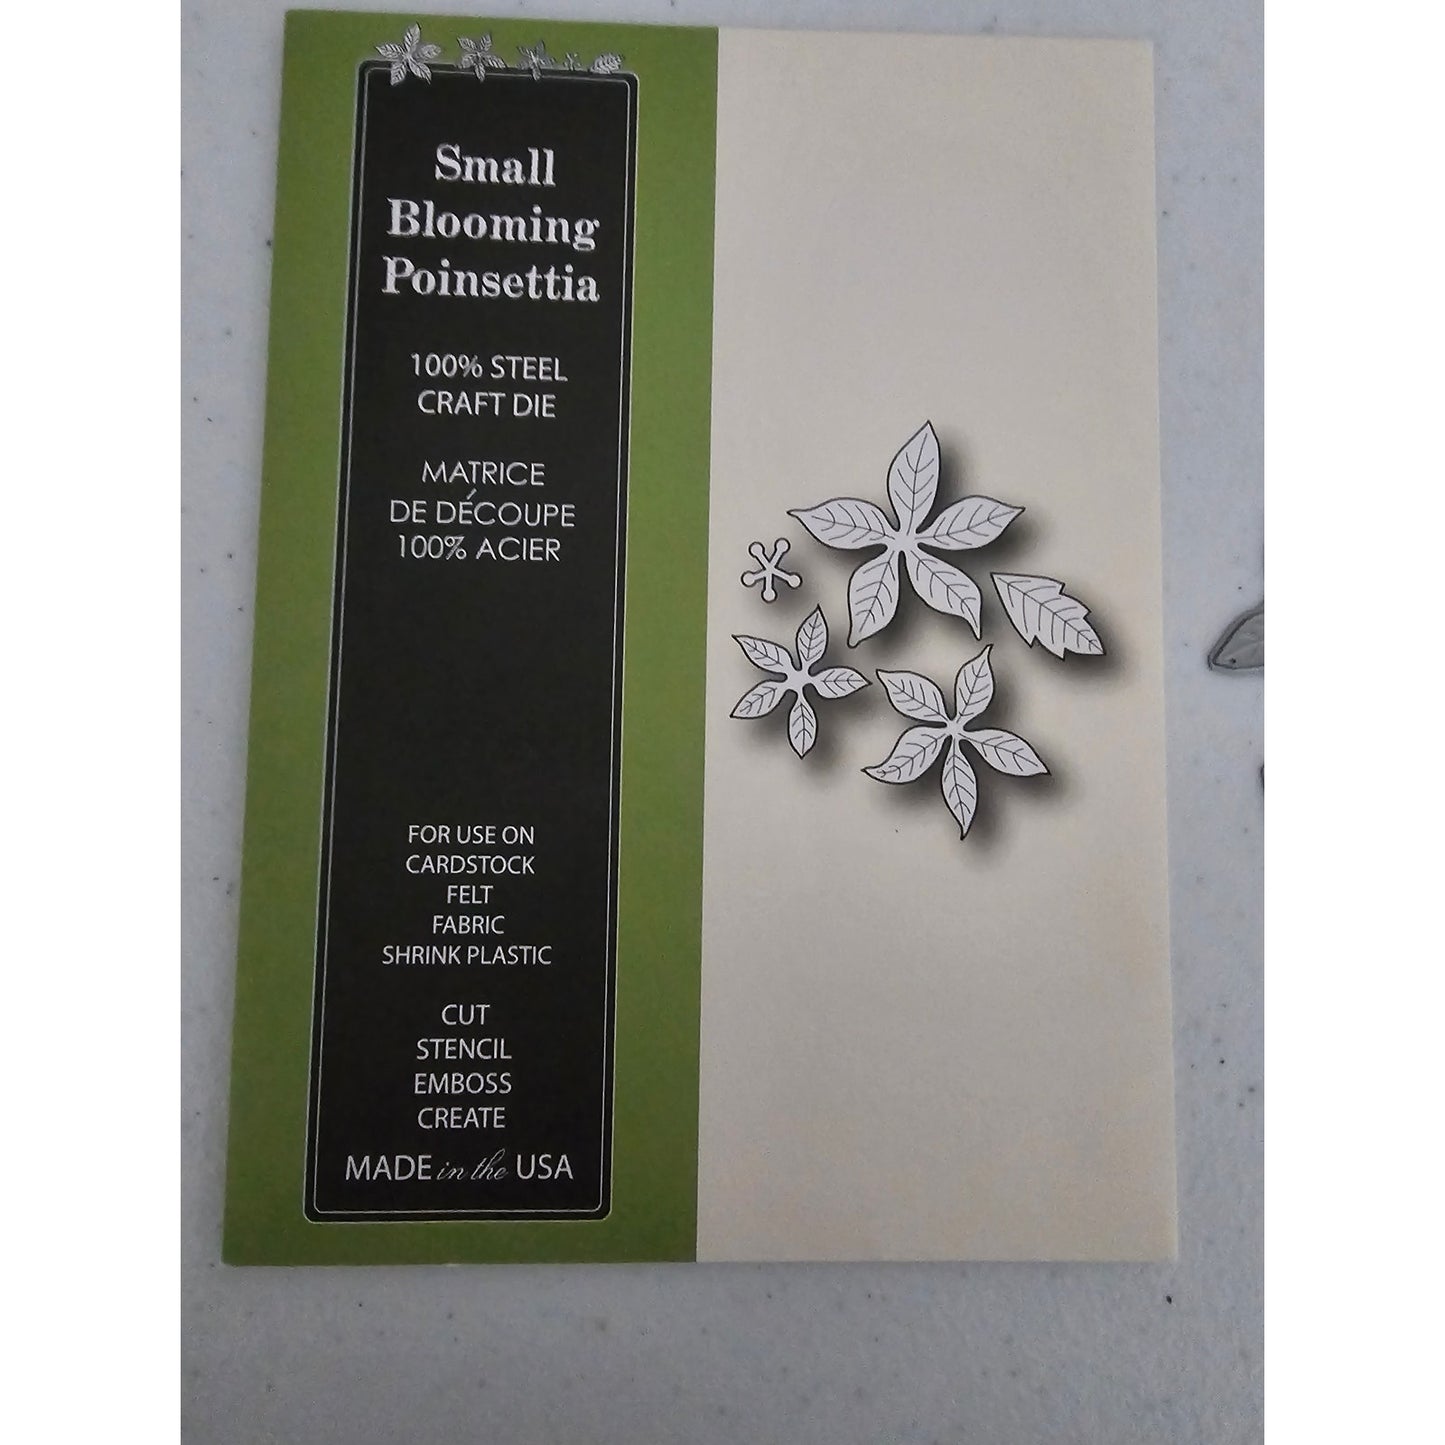 Small
Blooming
Poinsettia
100% STEEL
CRAFT DIE
MATRICE
DE DÉCOUPE
100% ACIER
FOR USE ON
CARDSTOCK
FELT
FABRIC
SHRINK PLASTIC
CUT
STENCIL
EMBOSS
CREATE
MADE in the USA